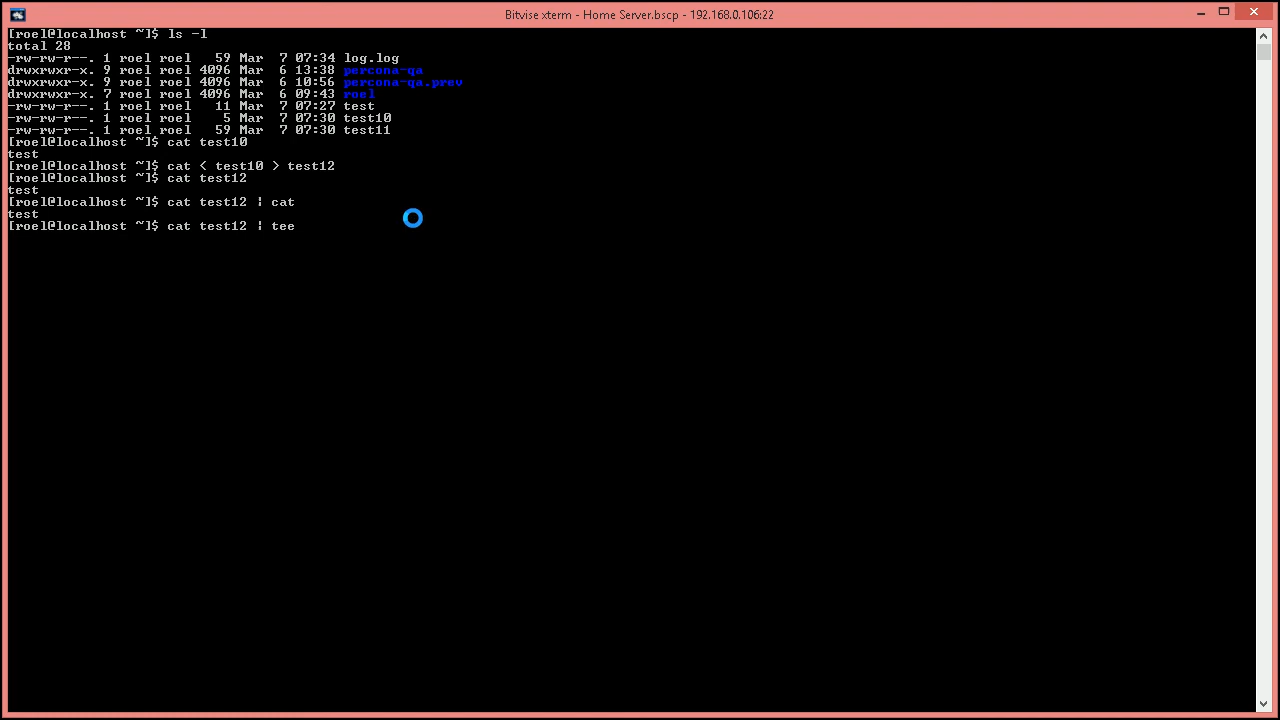 Bitvise xterm - Home Server.bscp - 192.168.0.106:22
[roel@localhost ~]$ ls -l
total 28
-rw-rw-r--. 1 roel roel   59 Mar  7 07:34 log.log
drwxrwxr-x. 9 roel roel 4096 Mar  6 13:38 percona-qa
drwxrwxr-x. 9 roel roel 4096 Mar  6 10:56 percona-qa.prev
drwxrwxr-x. 7 roel roel 4096 Mar  6 09:43 roel
-rw-rw-r--. 1 roel roel   11 Mar  7 07:27 test
-rw-rw-r--. 1 roel roel    5 Mar  7 07:30 test10
-rw-rw-r--. 1 roel roel   59 Mar  7 07:30 test11
[roel@localhost ~]$ cat test10
test
[roel@localhost ~]$ cat < test10 > test12
[roel@localhost ~]$ cat test12
test
[roel@localhost ~]$ cat test12 | cat
test
[roel@localhost ~]$ cat test12 | tee